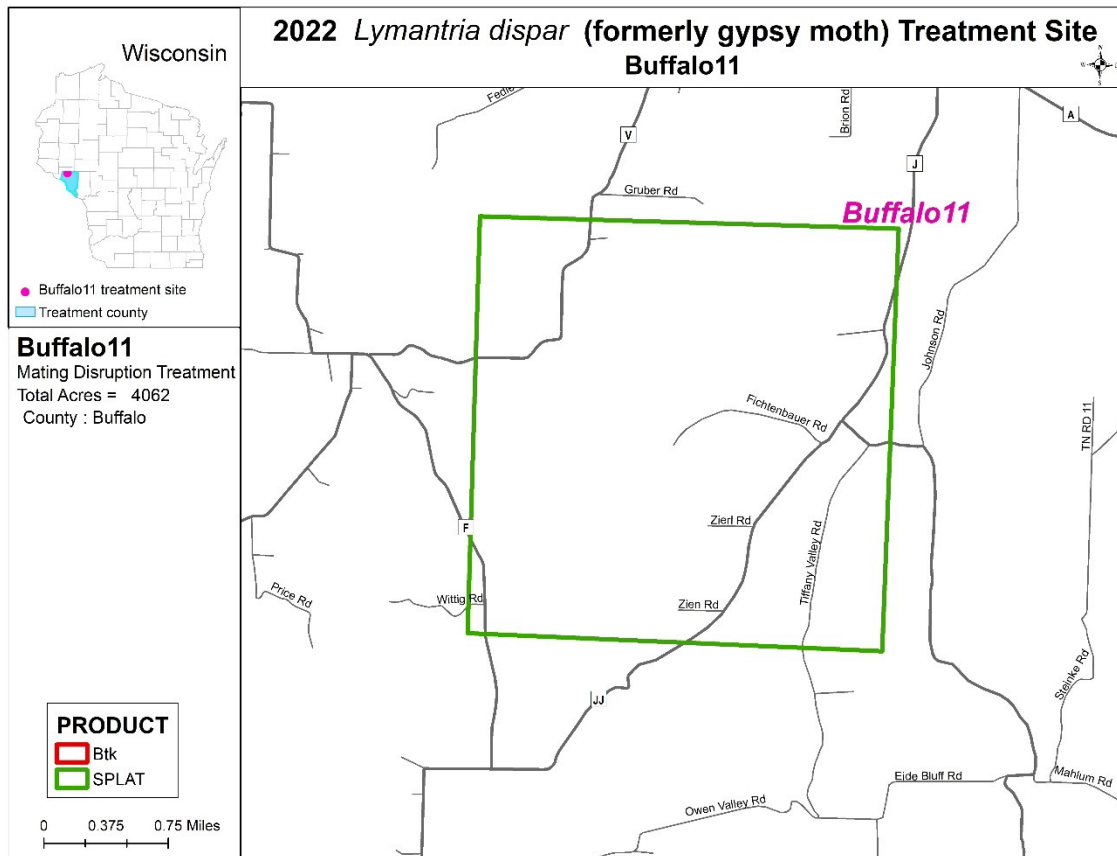 2022 Lymantria dispar (formerly gypsy moth) Treatment Site
Buffalo11
Wisconsin
Buffalo11 treatment site
Treatment county
Buffalo11
Mating Disruption Treatment
Total Acres = 4062
County : Buffalo
PRODUCT
Btk
SPLAT
0 0.375 0.75 Miles
N
Brion Rd
A
V
J
Gruber Rd
Buffalo11
Johnson Rd
Fichtenbauer Rd
TN RD 11
F
Zierl Rd
Tiffany Valley Rd
Price Rd
Wittig Rd
Zien Rd
JJ
Steinke Rd
Eide Bluff Rd
Mahlum Rd
Owen Valley Rd